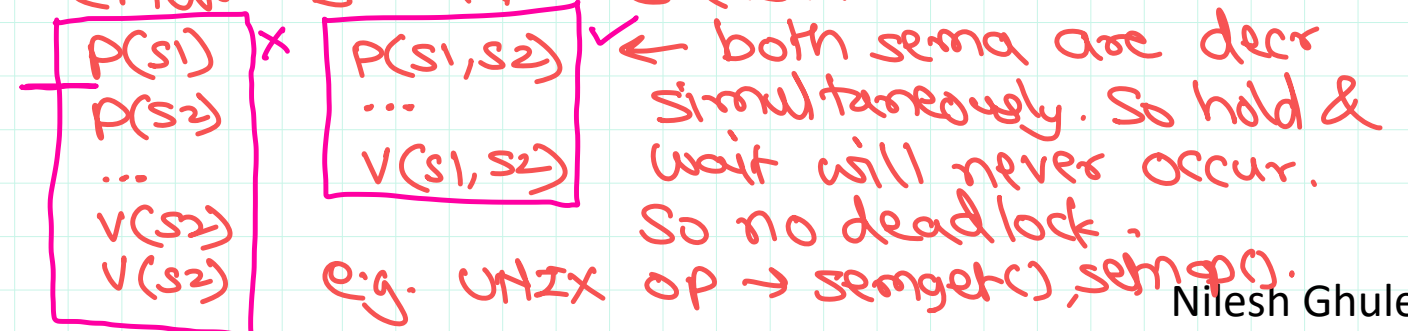 P(S1)
P(S2)
...
V(S2)
V(S2)
P(S1,S2)
...
V(S1,S2)
← both sema are decr
simultaneously. So hold &
wait will never occur.
So no deadlock.
e.g. UNIX OP → semget(), semop().
Nilesh Ghule